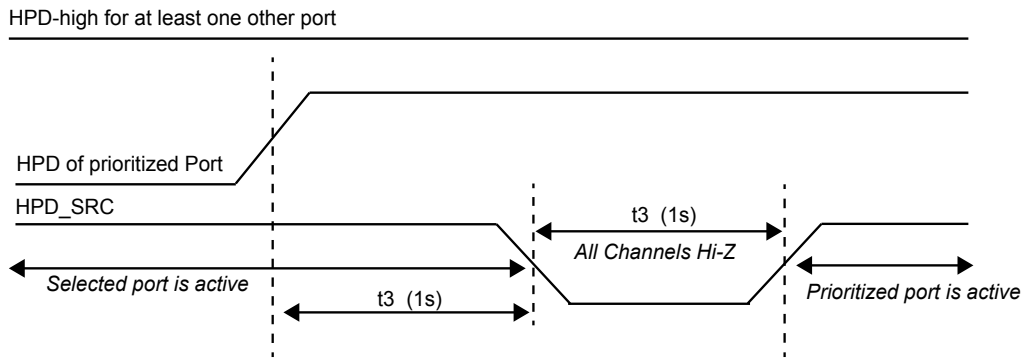 HPD-high for at least one other port
HPD of prioritized Port
HPD_SRC
t3 (1s)
All Channels Hi-Z
Selected port is active
t3 (1s)
Prioritized port is active